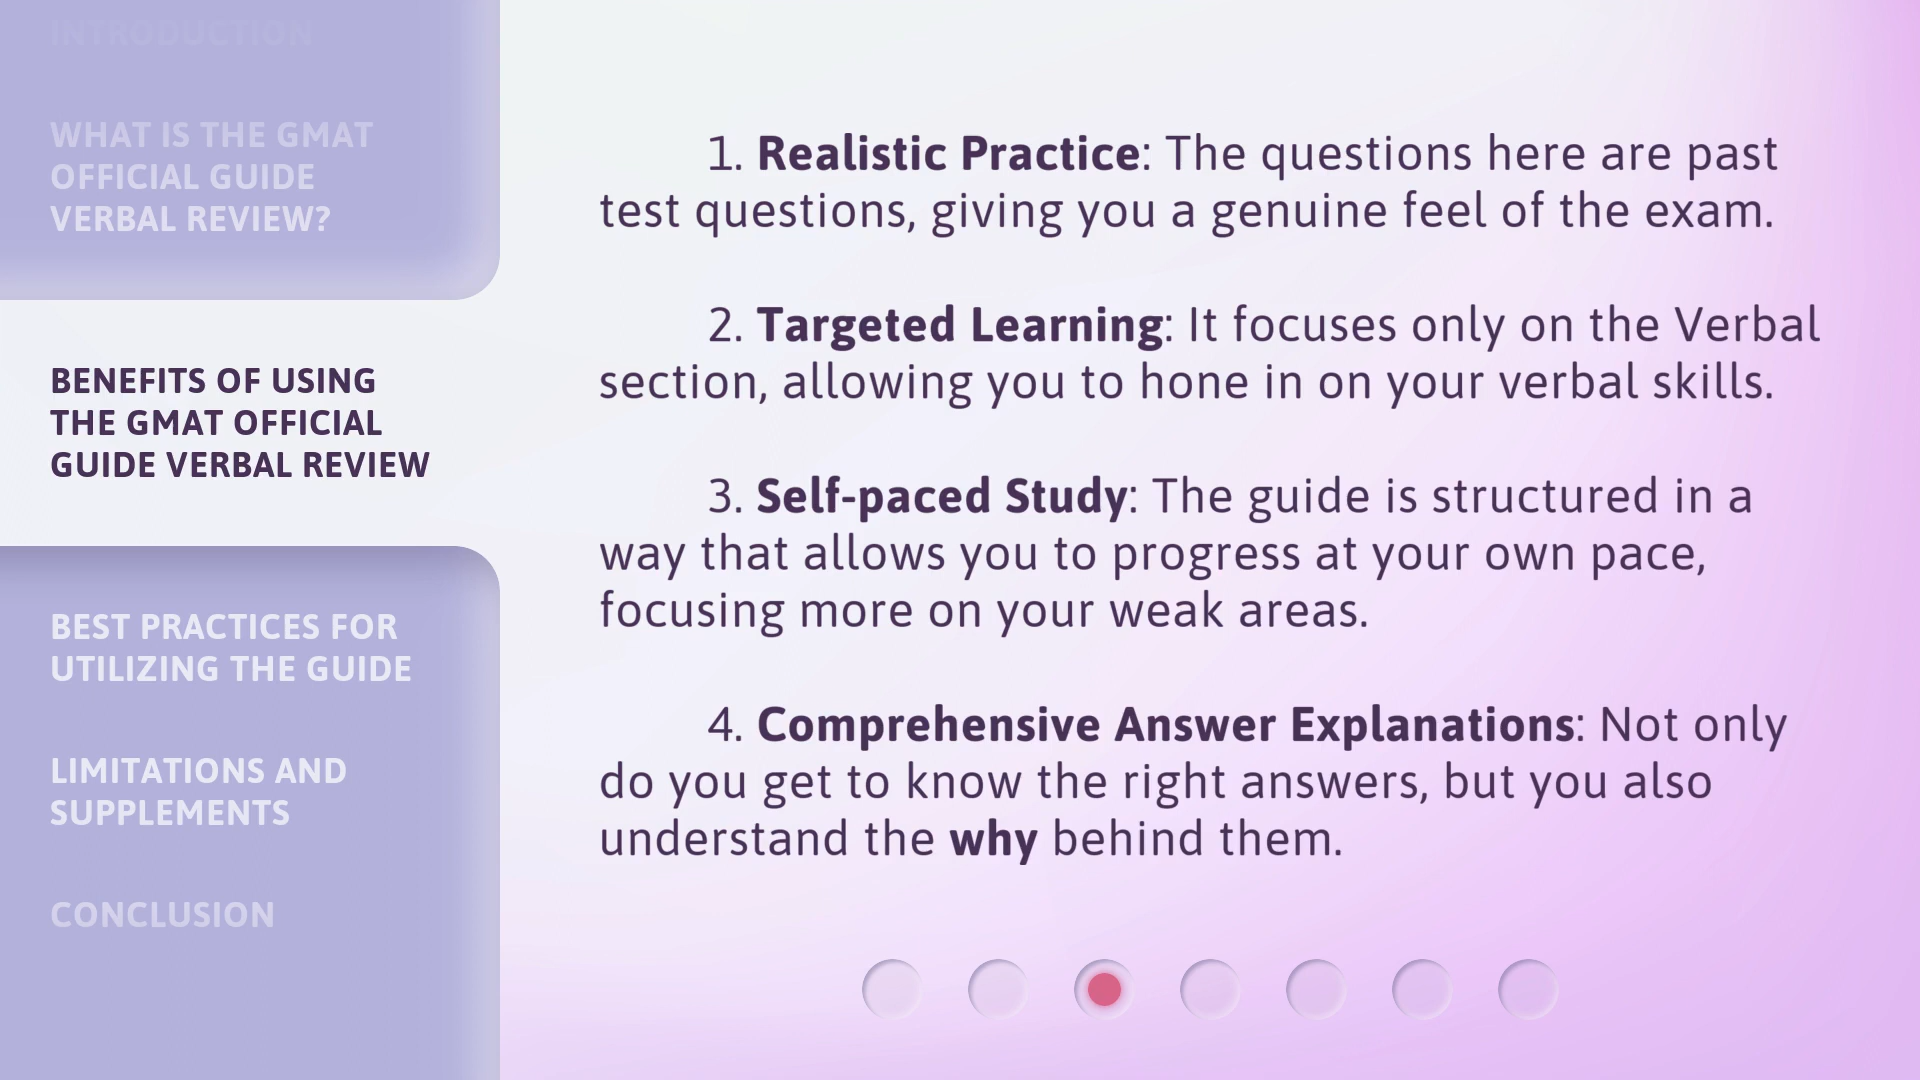 INTRODUCTION
WHAT IS THE GMAT
OFFICIAL GUIDE
VERBAL REVIEW?
BENEFITS OF USING
THE GMAT OFFICIAL
GUIDE VERBAL REVIEW
BEST PRACTICES FOR
UTILIZING THE GUIDE
LIMITATIONS AND
SUPPLEMENTS
CONCLUSION
1. Realistic Practice: The questions here are past
test questions, giving you a genuine feel of the exam.
2. Targeted Learning: It focuses only on the Verbal
section, allowing you to hone in on your verbal skills.
3. Self-paced Study: The guide is structured in a
way that allows you to progress at your own pace,
focusing more on your weak areas.
4. Comprehensive Answer Explanations: Not only
do you get to know the right answers, but you also
understand the why behind them.